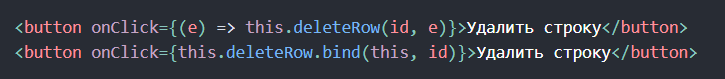 <button onClick={(e) => this.deleteRow(id, e)}>Удалить строку</button>
<button onClick={this.deleteRow.bind(this, id)}>Удалить строку</button>